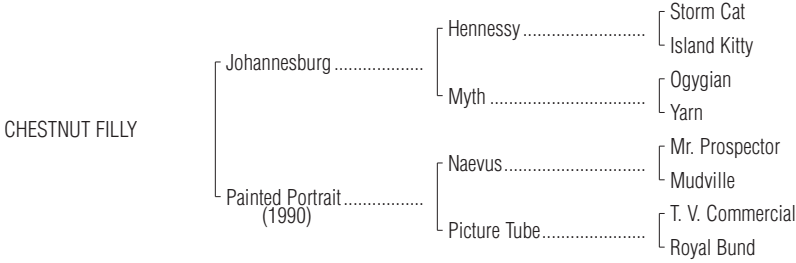 Storm Cat
Hennessy ..........................
Island Kitty
Johannesburg ...................
Ogygian
Myth .................................
Yarn
CHESTNUT FILLY
Mr. Prospector
Naevus..............................
Mudville
Painted Portrait.................
(1990)
T. V. Commercial
Picture Tube......................
Royal Bund